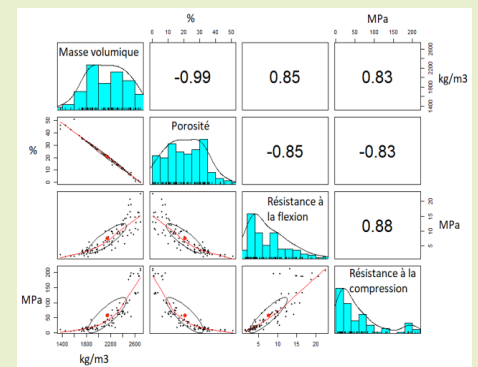 % MPa
0 10 20 30 40 50 0 50 100 150 200
Masse volumique
-0.99 0.85 0.83
1400 1800 2200 2600 kg/m3
% 0 10 20 30 40 50
Porosité
-0.85 -0.83
Résistance à
la flexion
0.88
5 10 15 20 MPa
MPa 0 50 100 150 200
Résistance à la
compression
1400 1800 2200 2600 5 10 15 20
kg/m3